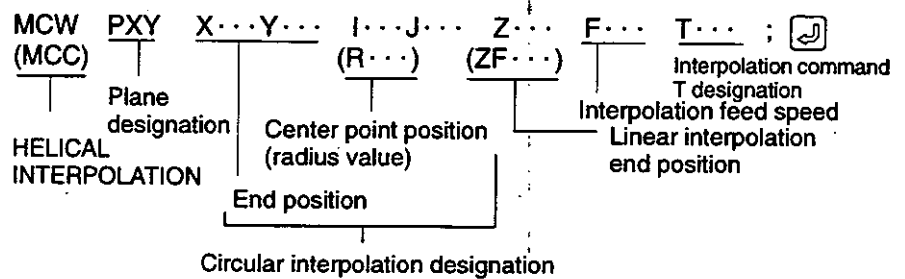 MCW PXY X···Y··· I···J··· Z··· F··· T··· ;
(MCC) (R···) (ZF···)
Interpolation command
T designation
Interpolation feed speed
Linear interpolation
end position
Plane
designation
Center point position
(radius value)
HELICAL
INTERPOLATION
End position
Circular interpolation designation